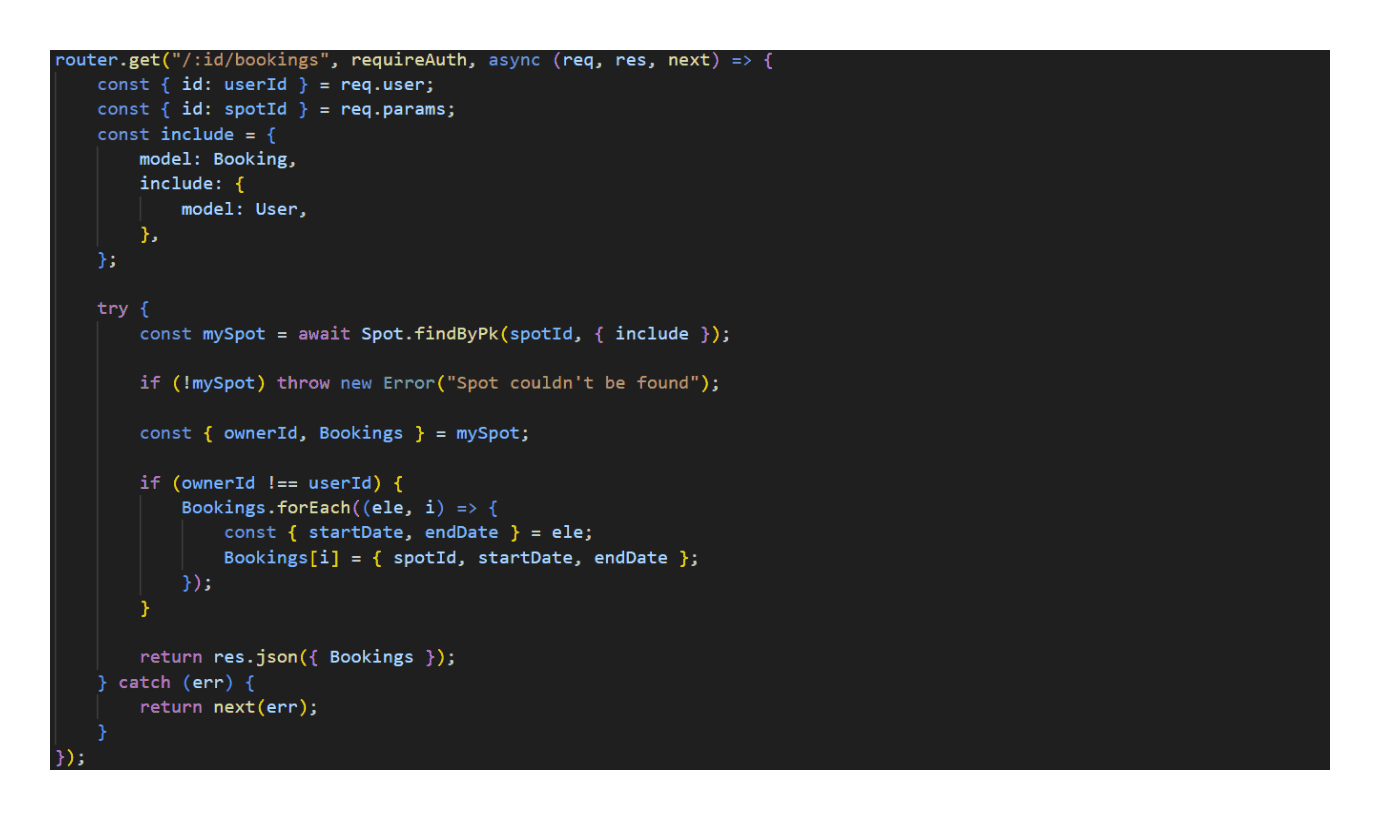 router.get("/:id/bookings", requireAuth, async (req, res, next) => {
    const { id: userId } = req.user;
    const { id: spotId } = req.params;
    const include = {
        model: Booking,
        include: {
            model: User,
        },
    };

    try {
        const mySpot = await Spot.findByPk(spotId, { include });

        if (!mySpot) throw new Error("Spot couldn't be found");

        const { ownerId, Bookings } = mySpot;

        if (ownerId !== userId) {
            Bookings.forEach((ele, i) => {
                const { startDate, endDate } = ele;
                Bookings[i] = { spotId, startDate, endDate };
            });
        }

        return res.json({ Bookings });
    } catch (err) {
        return next(err);
    }
});